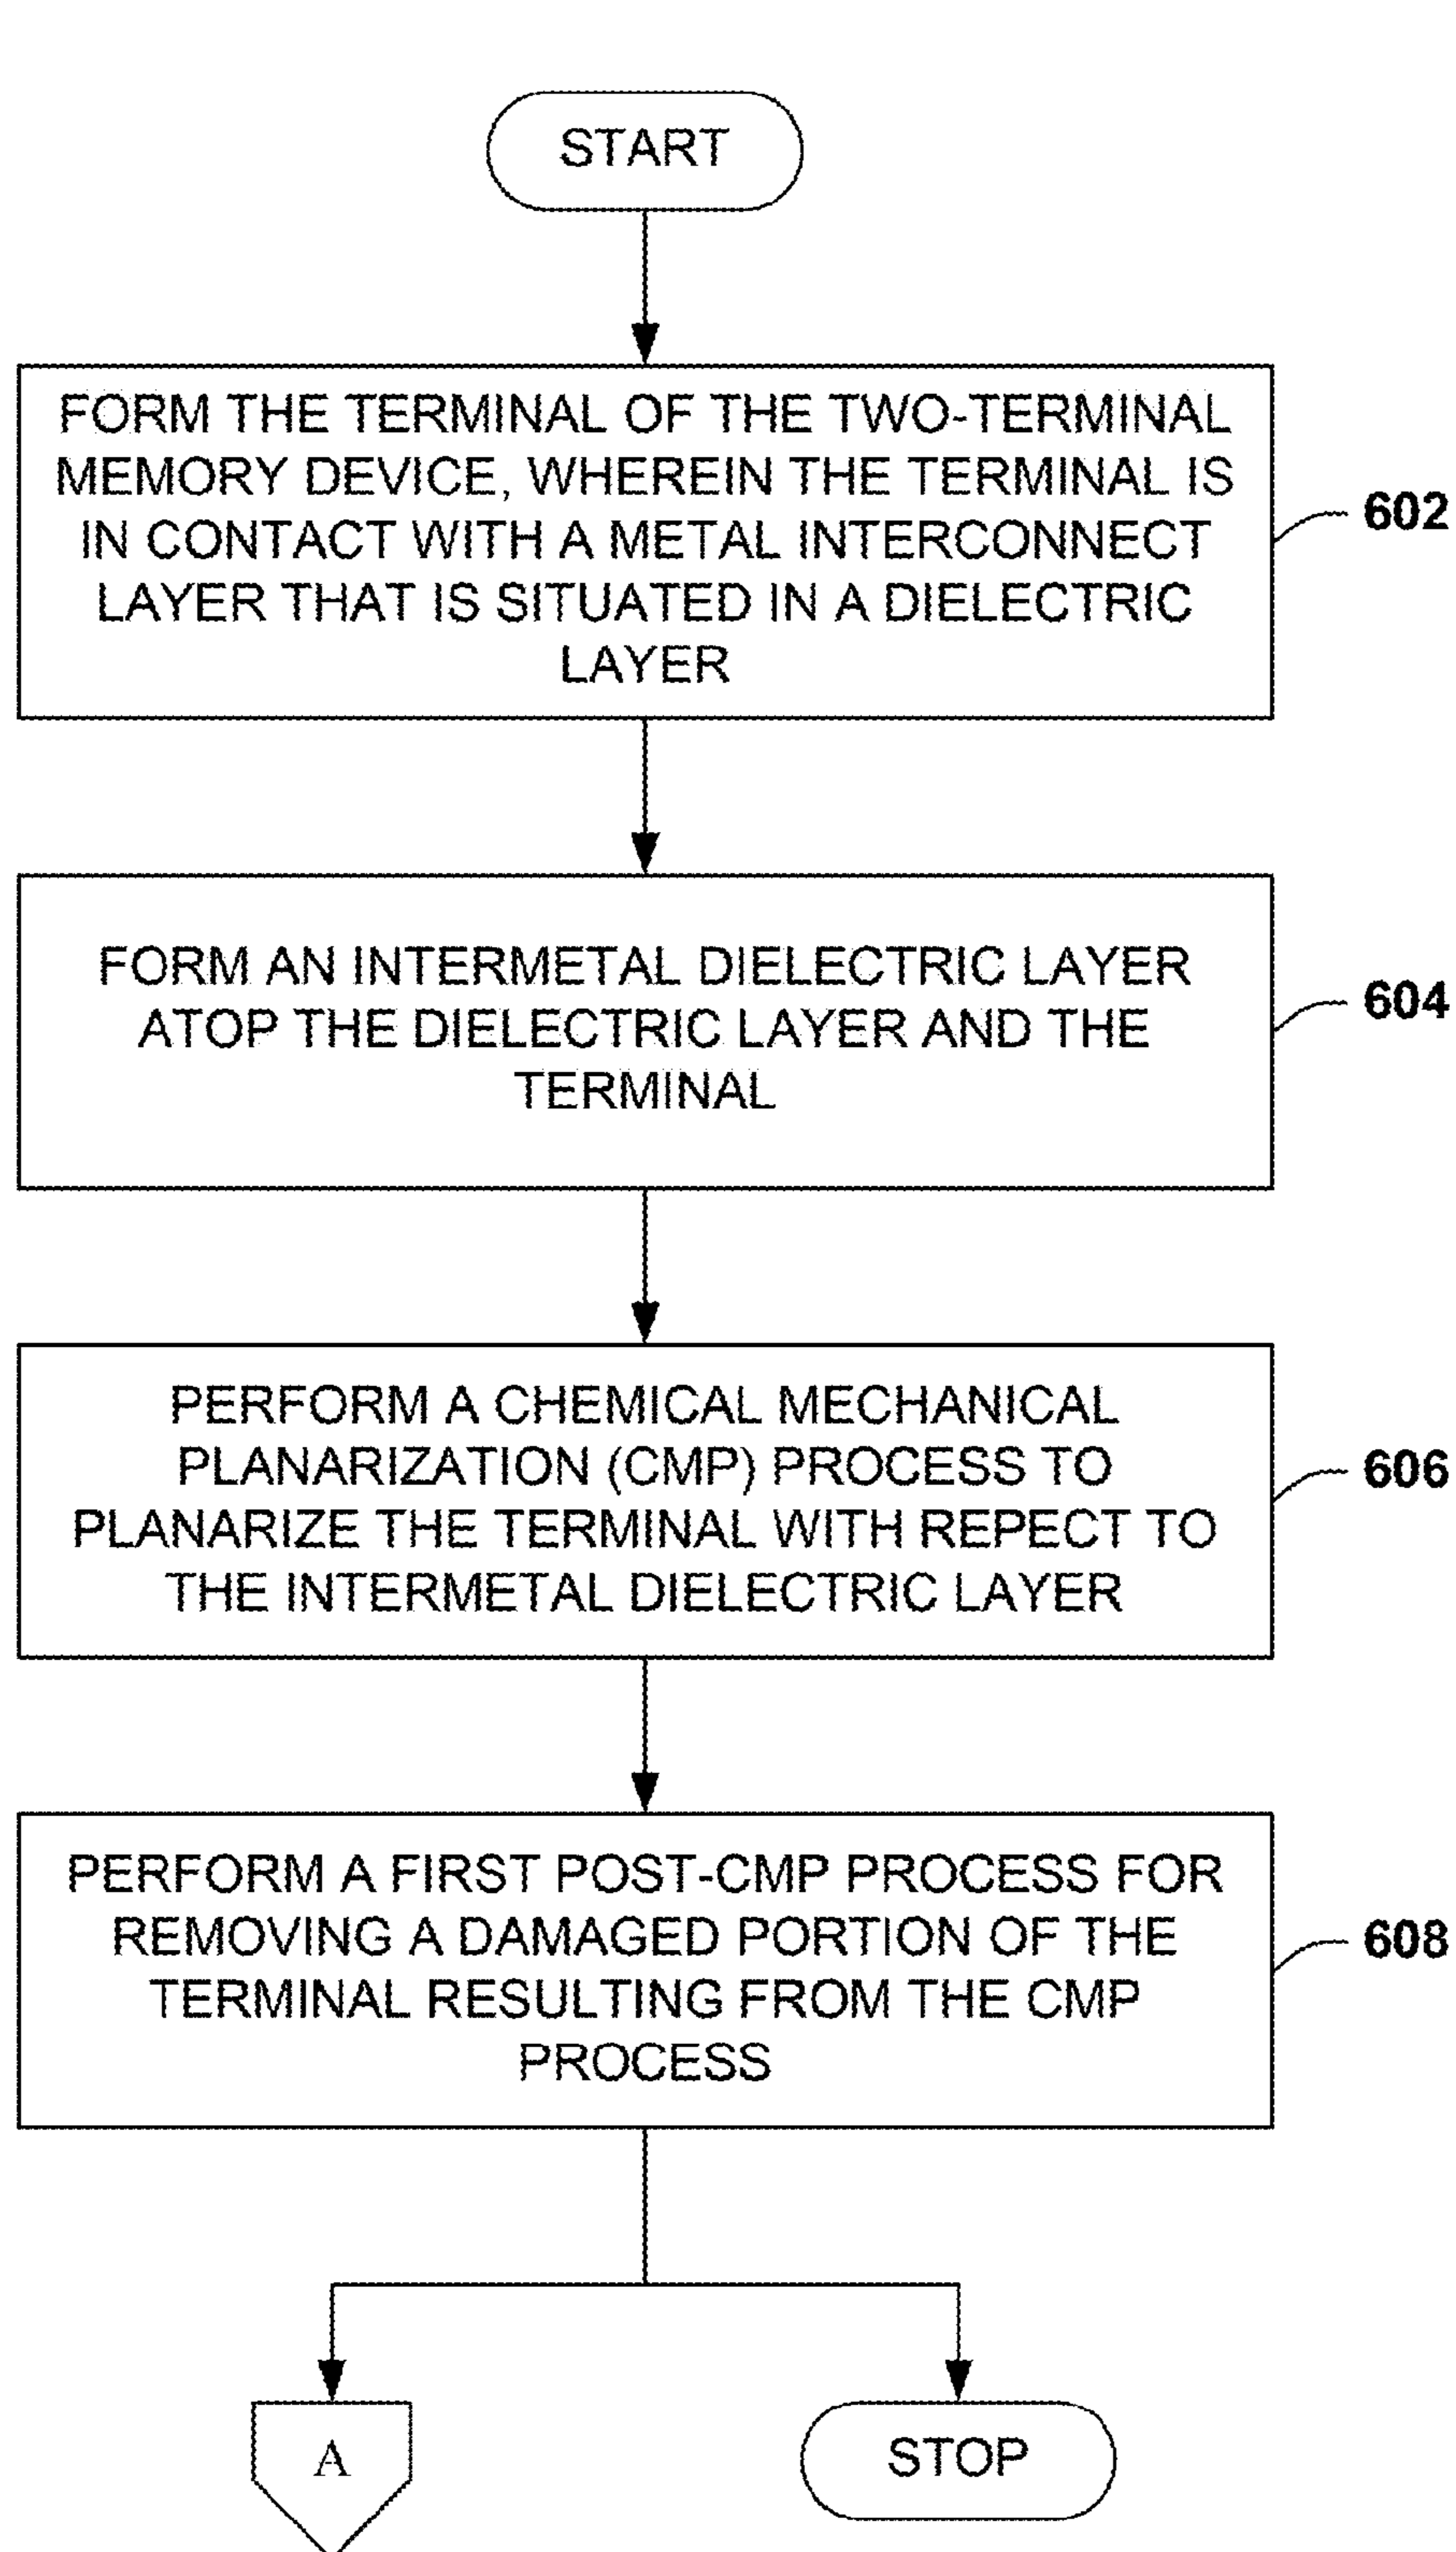 START
FORM THE TERMINAL OF THE TWO-TERMINAL
MEMORY DEVICE, WHEREIN THE TERMINAL IS
IN CONTACT WITH A METAL INTERCONNECT
LAYER THAT IS SITUATED IN A DIELECTRIC
LAYER
602
FORM AN INTERMETAL DIELECTRIC LAYER
ATOP THE DIELECTRIC LAYER AND THE
TERMINAL
604
PERFORM A CHEMICAL MECHANICAL
PLANARIZATION (CMP) PROCESS TO
PLANARIZE THE TERMINAL WITH REPECT TO
THE INTERMETAL DIELECTRIC LAYER
606
PERFORM A FIRST POST-CMP PROCESS FOR
REMOVING A DAMAGED PORTION OF THE
TERMINAL RESULTING FROM THE CMP
PROCESS
608
A
STOP